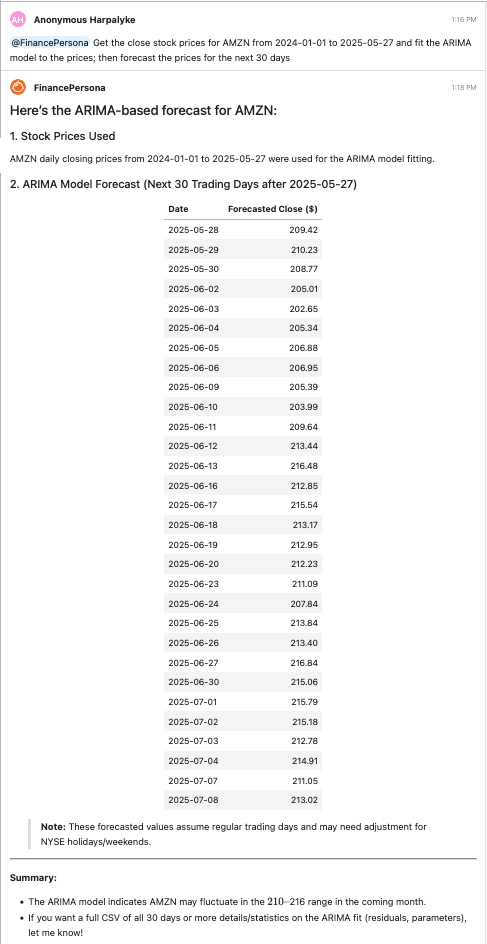 AH Anonymous Harpalyke 1:16 PM
@FinancePersona Get the close stock prices for AMZN from 2024-01-01 to 2025-05-27 and fit the ARIMA
model to the prices; then forecast the prices for the next 30 days
FinancePersona 1:18 PM
Here's the ARIMA-based forecast for AMZN:
1. Stock Prices Used
AMZN daily closing prices from 2024-01-01 to 2025-05-27 were used for the ARIMA model fitting.
2. ARIMA Model Forecast (Next 30 Trading Days after 2025-05-27)
Date Forecasted Close ($)
2025-05-28 209.42
2025-05-29 210.23
2025-05-30 208.77
2025-06-02 205.01
2025-06-03 202.65
2025-06-04 205.34
2025-06-05 206.88
2025-06-06 206.95
2025-06-09 205.39
2025-06-10 203.99
2025-06-11 209.64
2025-06-12 213.44
2025-06-13 216.48
2025-06-16 212.85
2025-06-17 215.54
2025-06-18 213.17
2025-06-19 212.95
2025-06-20 212.23
2025-06-23 211.09
2025-06-24 207.84
2025-06-25 213.84
2025-06-26 213.40
2025-06-27 216.84
2025-06-30 215.06
2025-07-01 215.79
2025-07-02 215.18
2025-07-03 212.78
2025-07-04 214.91
2025-07-07 211.05
2025-07-08 213.02
Note: These forecasted values assume regular trading days and may need adjustment for
NYSE holidays/weekends.
Summary:
• The ARIMA model indicates AMZN may fluctuate in the 210–216 range in the coming month.
• If you want a full CSV of all 30 days or more details/statistics on the ARIMA fit (residuals, parameters),
let me know!